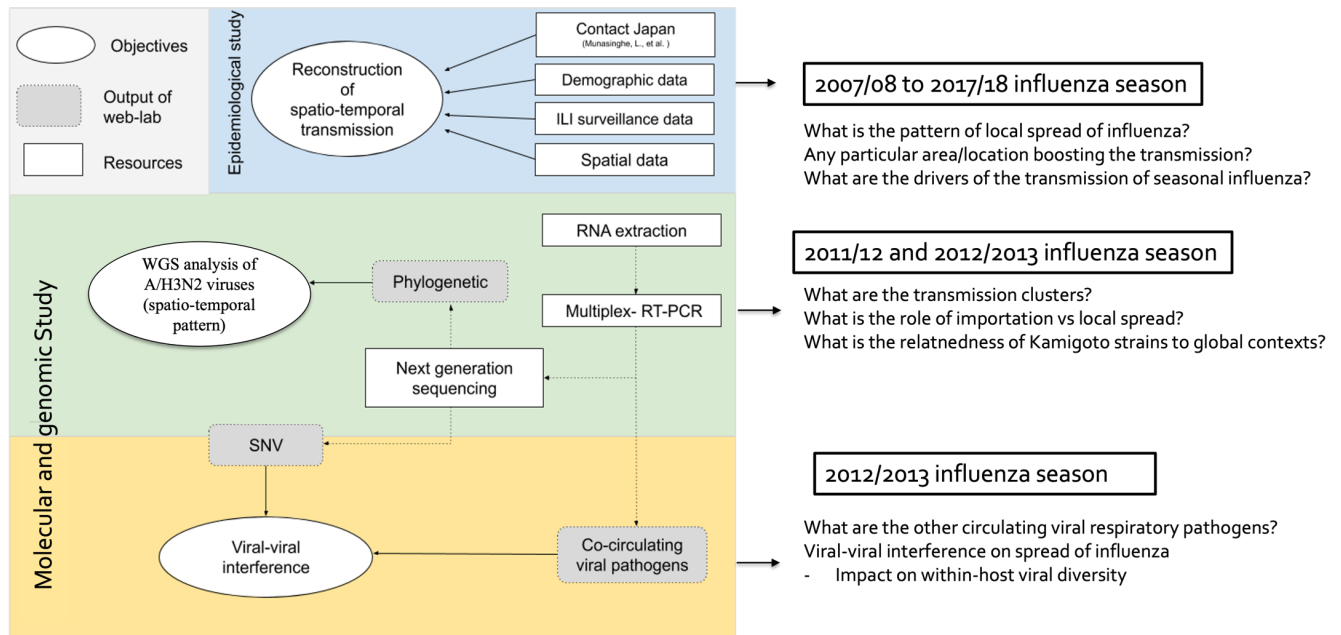 Objectives
Output of
web-lab
Resources
Epidemiological study
Reconstruction
of
spatio-temporal
transmission
Contact Japan
(Munasinghe, L., et al. )
Demographic data
ILI surveillance data
Spatial data
2007/08 to 2017/18 influenza season
What is the pattern of local spread of influenza?
Any particular area/location boosting the transmission?
What are the drivers of the transmission of seasonal influenza?
Molecular and genomic Study
WGS analysis of
A/H3N2 viruses
(spatio-temporal
pattern)
Phylogenetic
RNA extraction
Multiplex- RT-PCR
Next generation
sequencing
2011/12 and 2012/2013 influenza season
What are the transmission clusters?
What is the role of importation vs local spread?
What is the relatnedness of Kamigoto strains to global contexts?
SNV
Viral-viral
interference
Co-circulating
viral pathogens
2012/2013 influenza season
What are the other circulating viral respiratory pathogens?
Viral-viral interference on spread of influenza
- Impact on within-host viral diversity